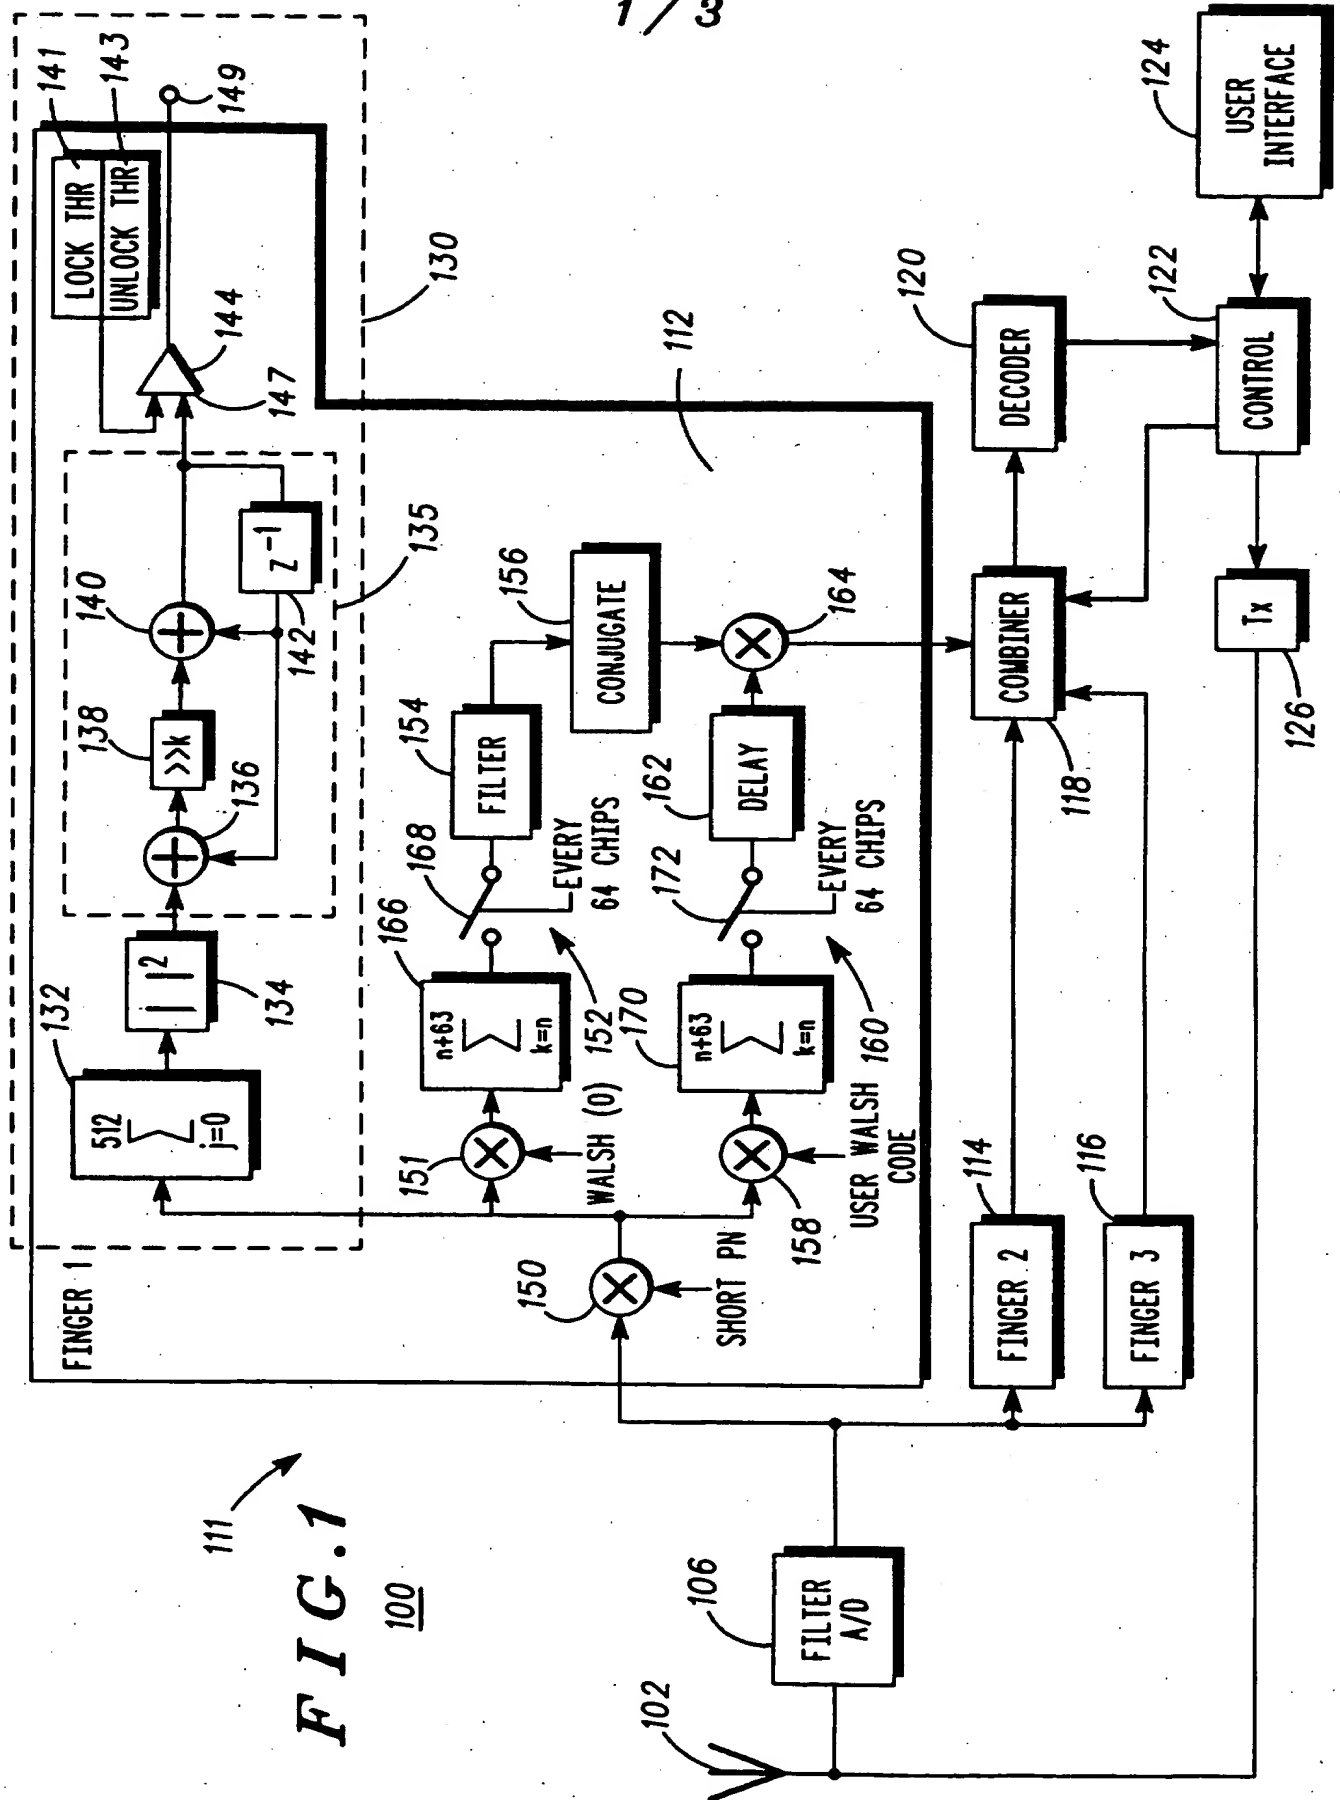 1/3
141
143
LOCK THR
UNLOCK THR
149
144
147
130
132
512
∑
j=0
| |²
134
136
>>k
138
140
z⁻¹
142
135
FINGER 1
112
150
SHORT PN
151
WALSH (0)
152
166
n+63
∑
k=n
168
EVERY
64 CHIPS
154
FILTER
156
CONJUGATE
158
USER WALSH
CODE
160
170
n+63
∑
k=n
172
EVERY
64 CHIPS
162
DELAY
164
111
FIG.1
100
102
106
FILTER
A/D
114
FINGER 2
116
FINGER 3
118
COMBINER
120
DECODER
122
CONTROL
124
USER
INTERFACE
126
Tx